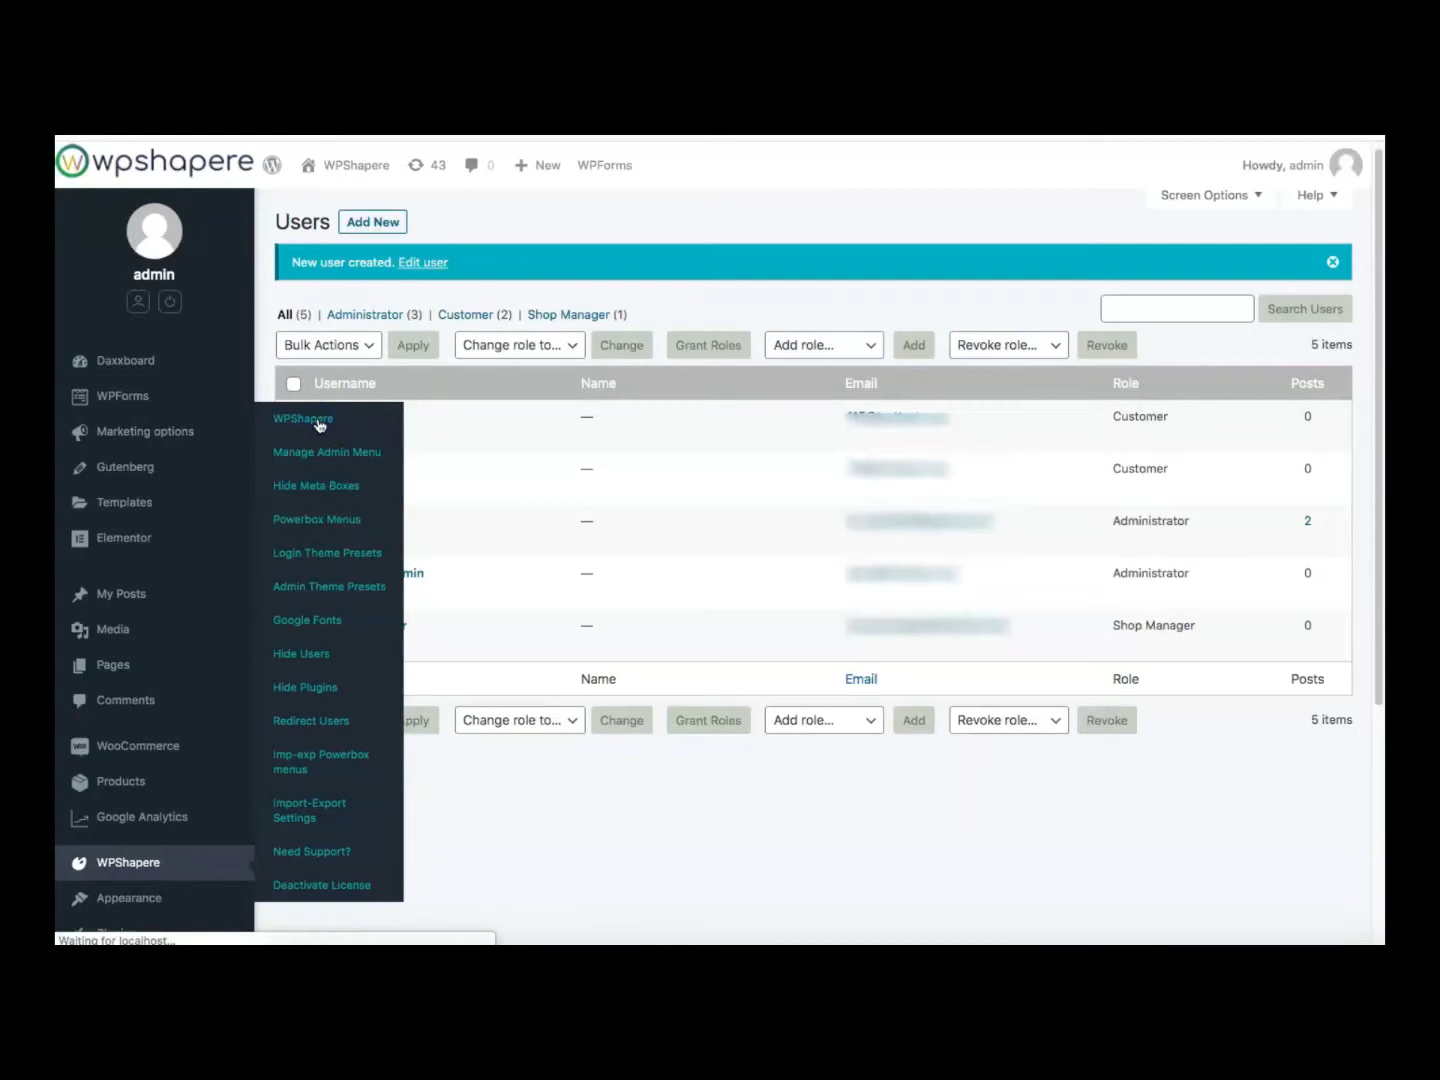 wpshapere WPShapere 43 0 New WPForms Howdy, admin
Screen Options Help
Users Add New
admin
New user created. Edit user
All (5) | Administrator (3) | Customer (2) | Shop Manager (1) Search Users
Bulk Actions Apply Change role to... Change Grant Roles Add role... Add Revoke role... Revoke 5 items
Username Name Email Role Posts
— Customer 0
— Customer 0
— Administrator 2
min — Administrator 0
— Shop Manager 0
Name Email Role Posts
pply Change role to... Change Grant Roles Add role... Add Revoke role... Revoke 5 items
Daxxboard
WPForms
Marketing options
Gutenberg
Templates
Elementor
My Posts
Media
Pages
Comments
WooCommerce
Products
Google Analytics
WPShapere
Appearance
WPShapere
Manage Admin Menu
Hide Meta Boxes
Powerbox Menus
Login Theme Presets
Admin Theme Presets
Google Fonts
Hide Users
Hide Plugins
Redirect Users
Imp-exp Powerbox
menus
Import-Export
Settings
Need Support?
Deactivate License
Waiting for localhost...